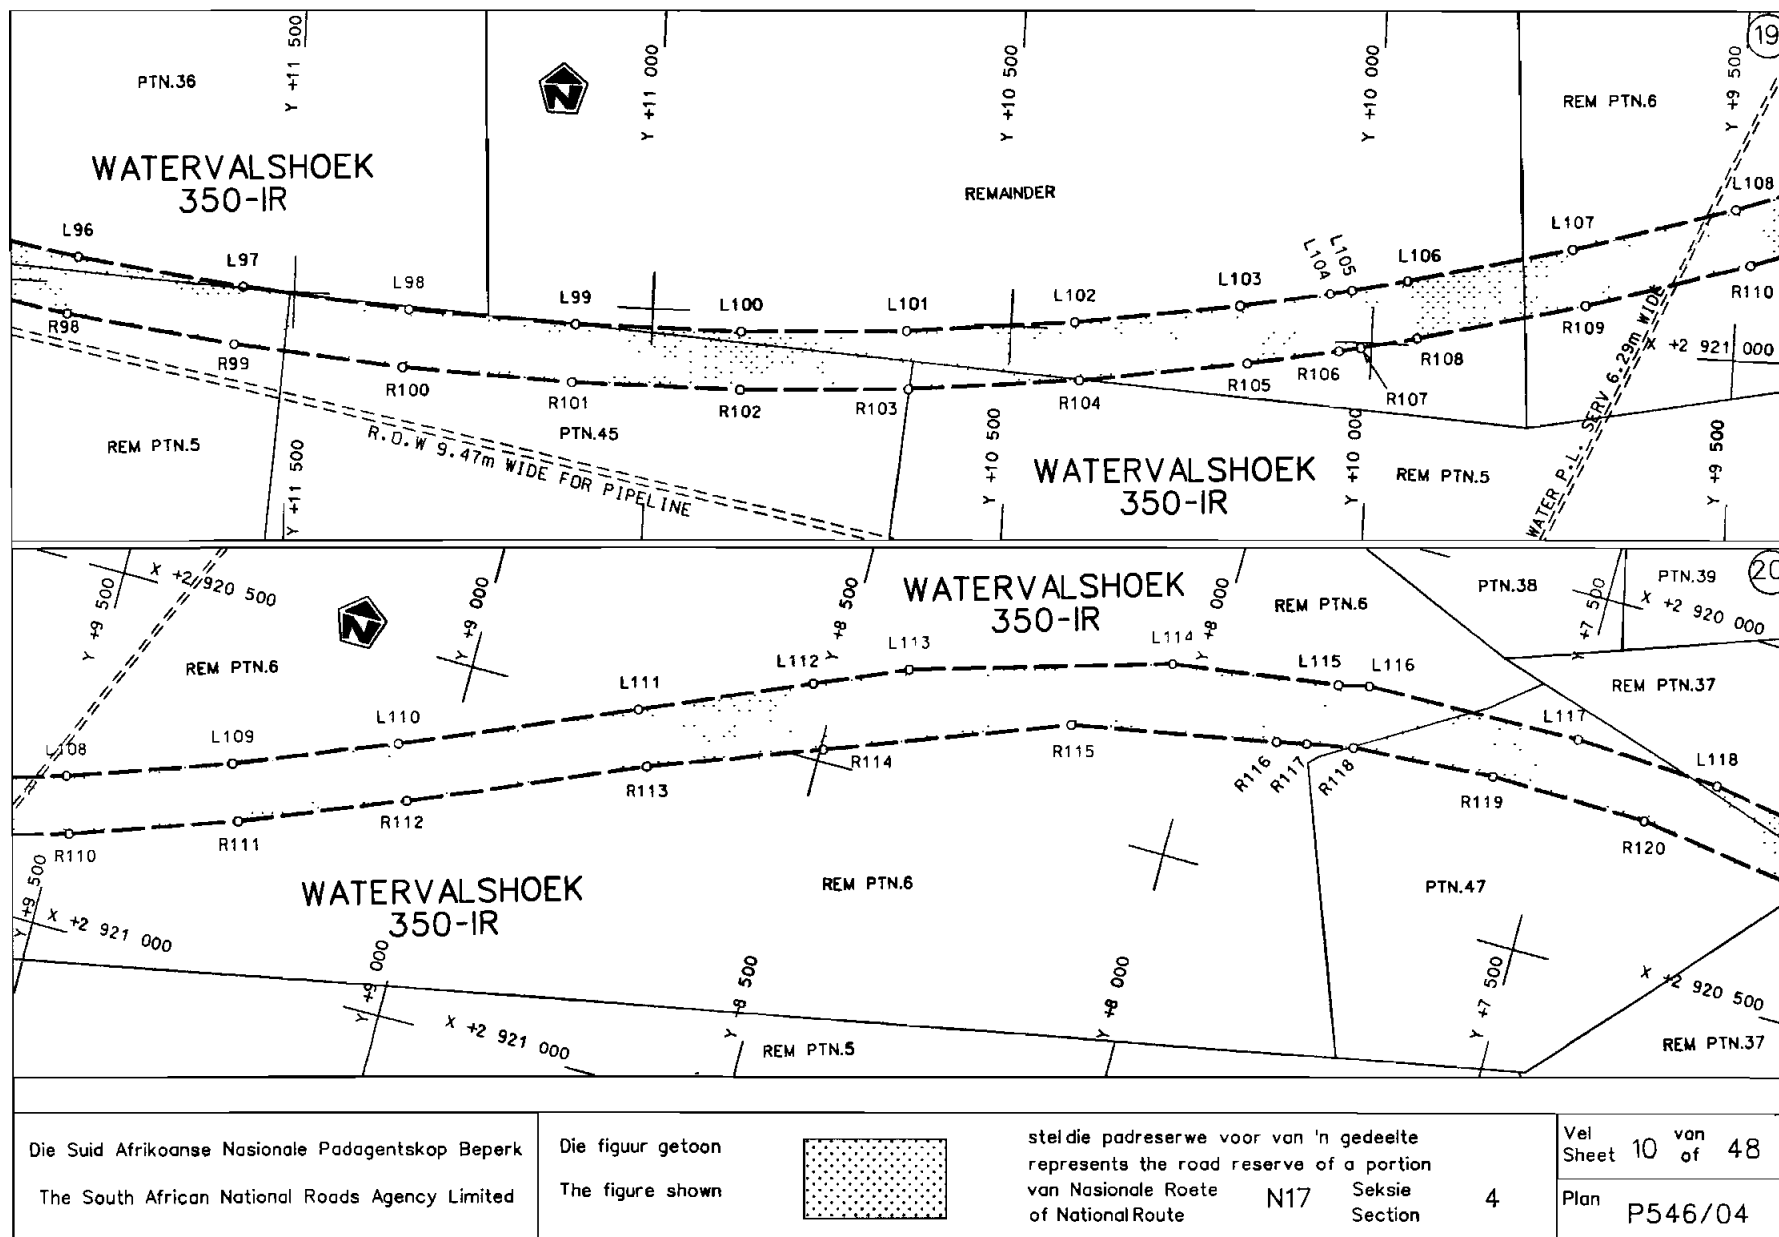 Y +11 500
Y +11 000
Y +10 500
Y +10 000
Y +9 500
19
PTN.36
N
REM PTN.6
WATERVALSHOEK
350-IR
REMAINDER
L96
L97
L98
L99
L100
L101
L102
L103
L104
L105
L106
L107
L108
R98
R99
R100
R101
R102
R103
R104
R105
R106
R107
R108
R109
R110
X +2 921 000
REM PTN.5
PTN.45
R.O.W 9.47m WIDE FOR PIPELINE
WATERVALSHOEK
350-IR
REM PTN.5
WATER P.L. SERV 6.29m WIDE
Y +11 500
Y +10 500
Y +10 000
Y +9 500
Y +9 500
X +2 920 500
N
Y +9 000
Y +8 500
WATERVALSHOEK
350-IR
Y +8 000
REM PTN.6
PTN.38
Y +7 500
PTN.39
20
X +2 920 000
REM PTN.6
REM PTN.37
L108
L109
L110
L111
L112
L113
L114
L115
L116
L117
L118
R110
R111
R112
R113
R114
R115
R116
R117
R118
R119
R120
WATERVALSHOEK
350-IR
REM PTN.6
PTN.47
Y +9 500
X +2 921 000
Y +9 000
X +2 921 000
Y +8 500
REM PTN.5
Y +8 000
Y +7 500
X +2 920 500
REM PTN.37
Die Suid Afrikaanse Nasionale Padagentskap Beperk
The South African National Roads Agency Limited
Die figuur getoon
The figure shown
stel die padreserwe voor van 'n gedeelte
represents the road reserve of a portion
van Nasionale Roete N17 Seksie 4
of National Route Section
Vel 10 van 48
Sheet of
Plan P546/04